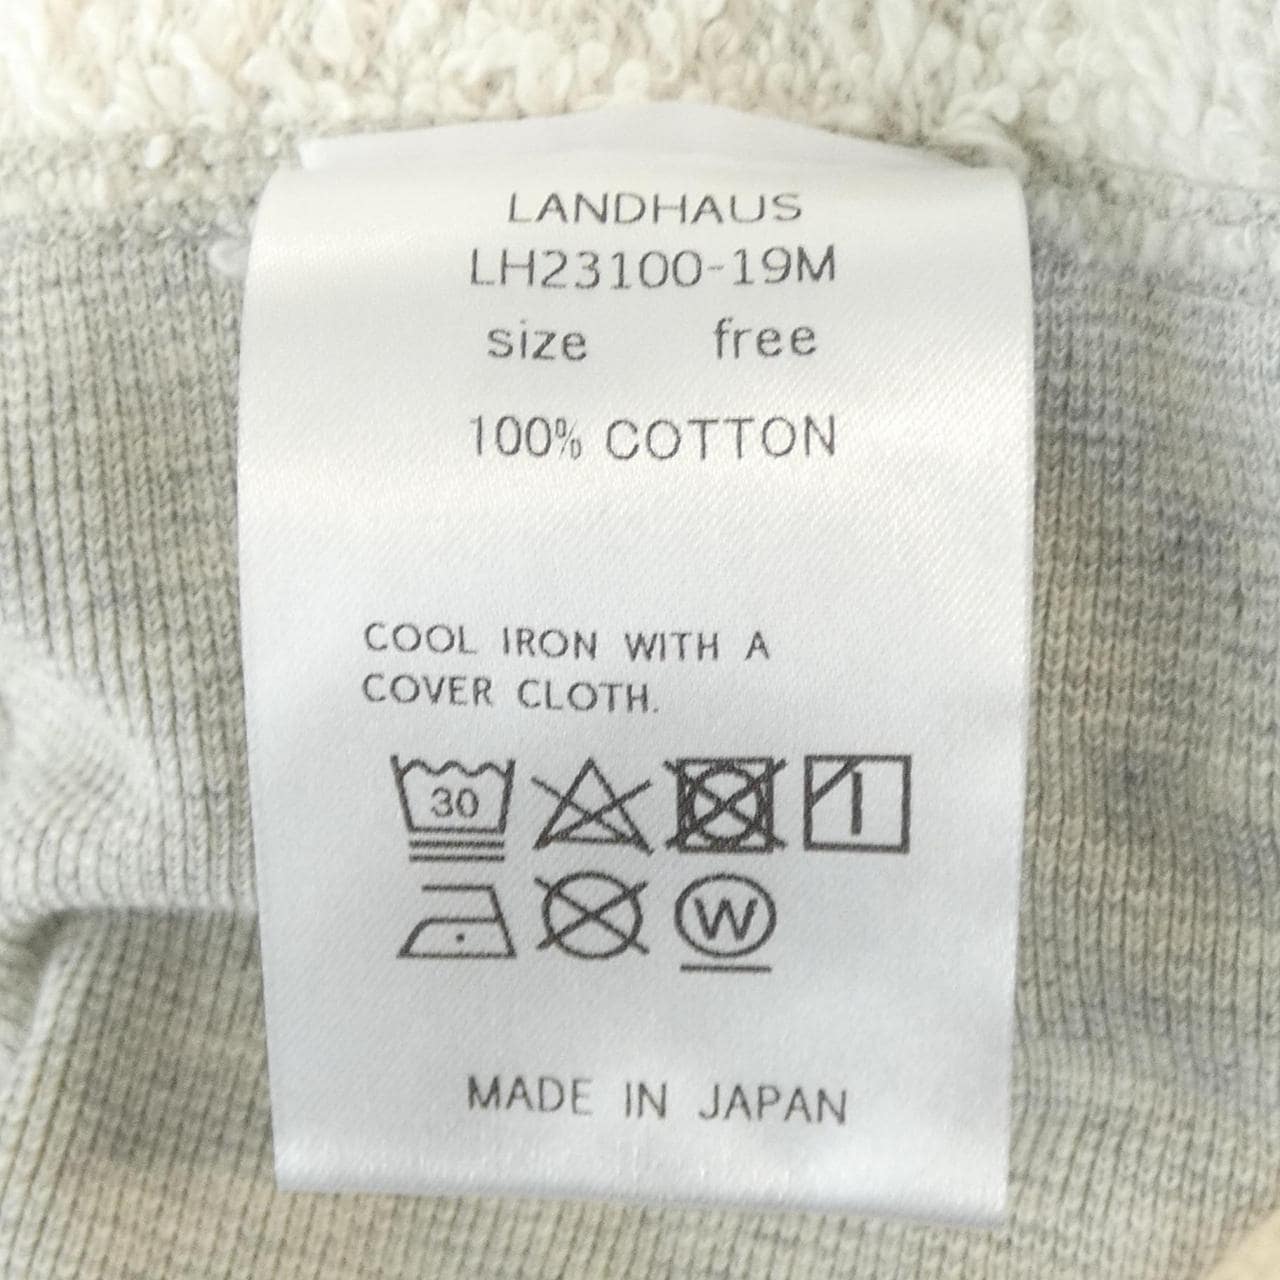 LANDHAUS
LH23100-19M
size free
100% COTTON
COOL IRON WITH A
COVER CLOTH.
30
W
MADE IN JAPAN